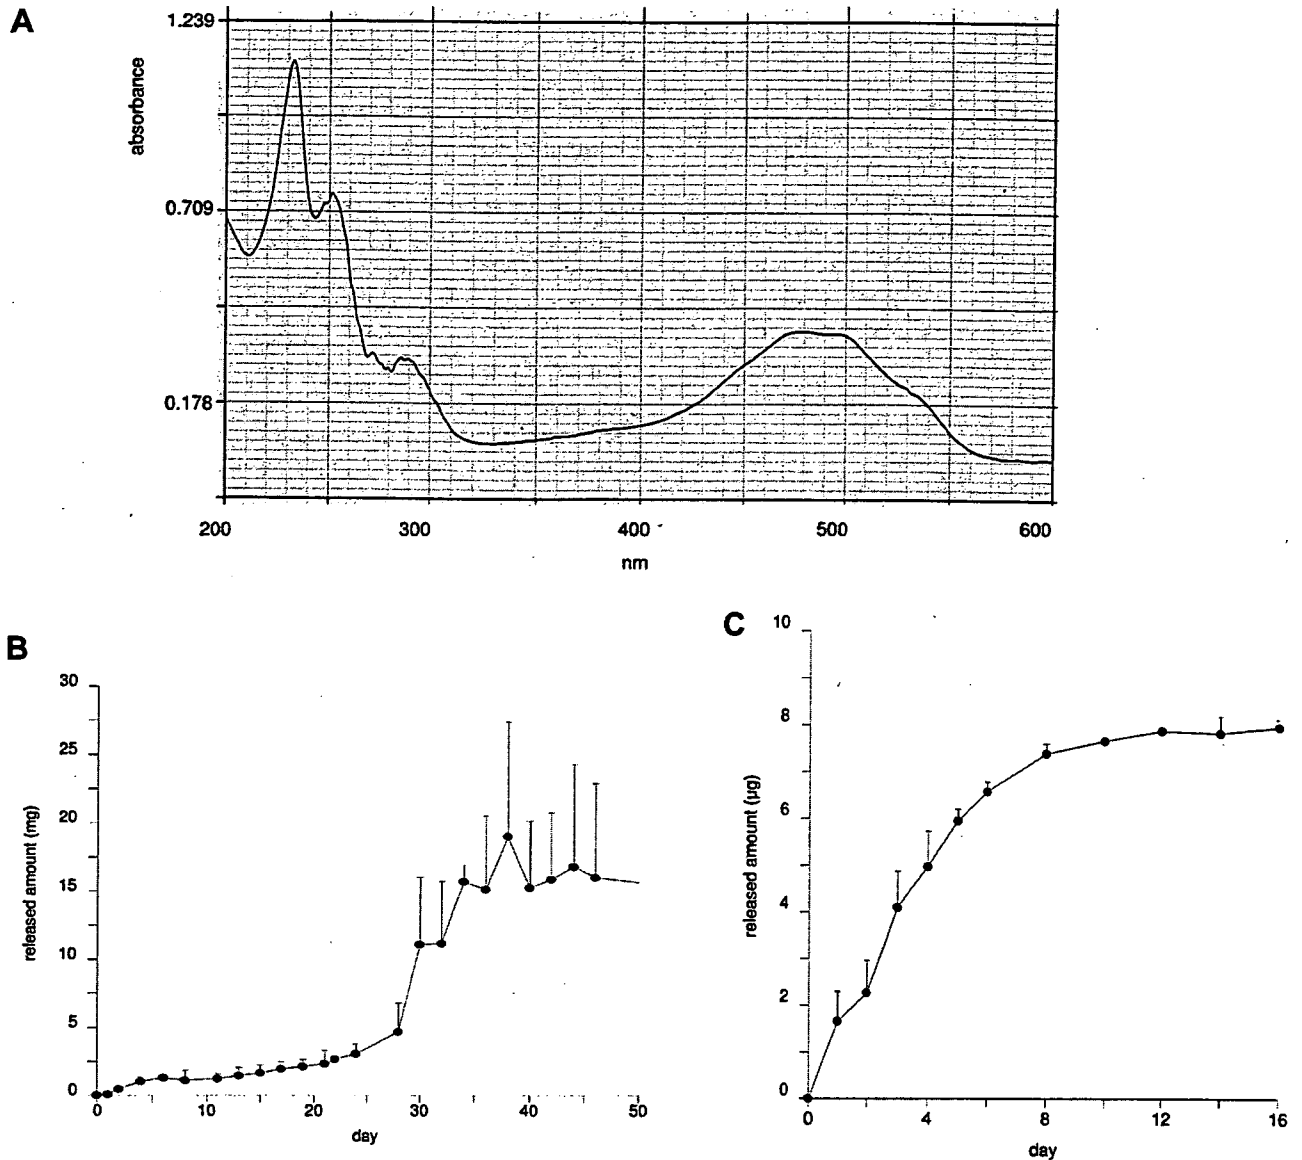 A
1.239
absorbance
0.709
0.178
200 300 400 500 600
nm
B
30
25
20
15
10
5
0
released amount (mg)
0 10 20 30 40 50
day
C
10
8
6
4
2
0
released amount (µg)
0 4 8 12 16
day